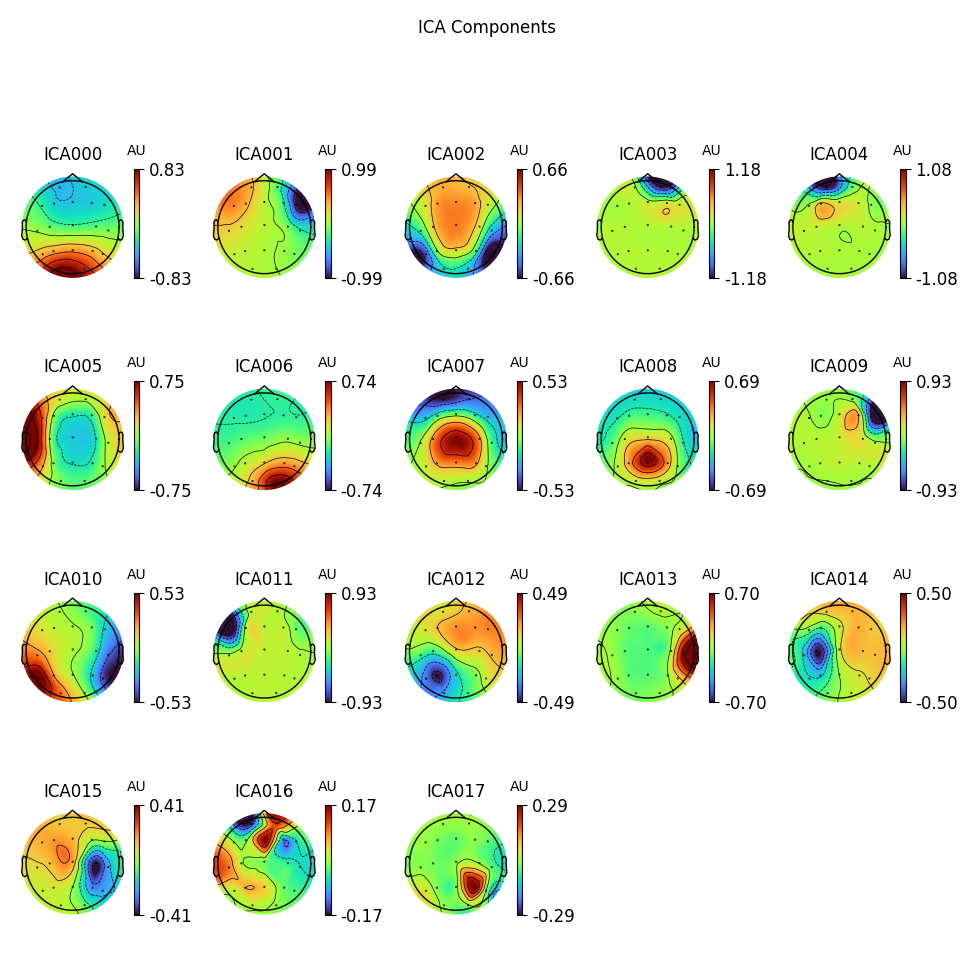 ICA Components
ICA000 AU 0.83 -0.83
ICA001 AU 0.99 -0.99
ICA002 AU 0.66 -0.66
ICA003 AU 1.18 -1.18
ICA004 AU 1.08 -1.08
ICA005 AU 0.75 -0.75
ICA006 AU 0.74 -0.74
ICA007 AU 0.53 -0.53
ICA008 AU 0.69 -0.69
ICA009 AU 0.93 -0.93
ICA010 AU 0.53 -0.53
ICA011 AU 0.93 -0.93
ICA012 AU 0.49 -0.49
ICA013 AU 0.70 -0.70
ICA014 AU 0.50 -0.50
ICA015 AU 0.41 -0.41
ICA016 AU 0.17 -0.17
ICA017 AU 0.29 -0.29